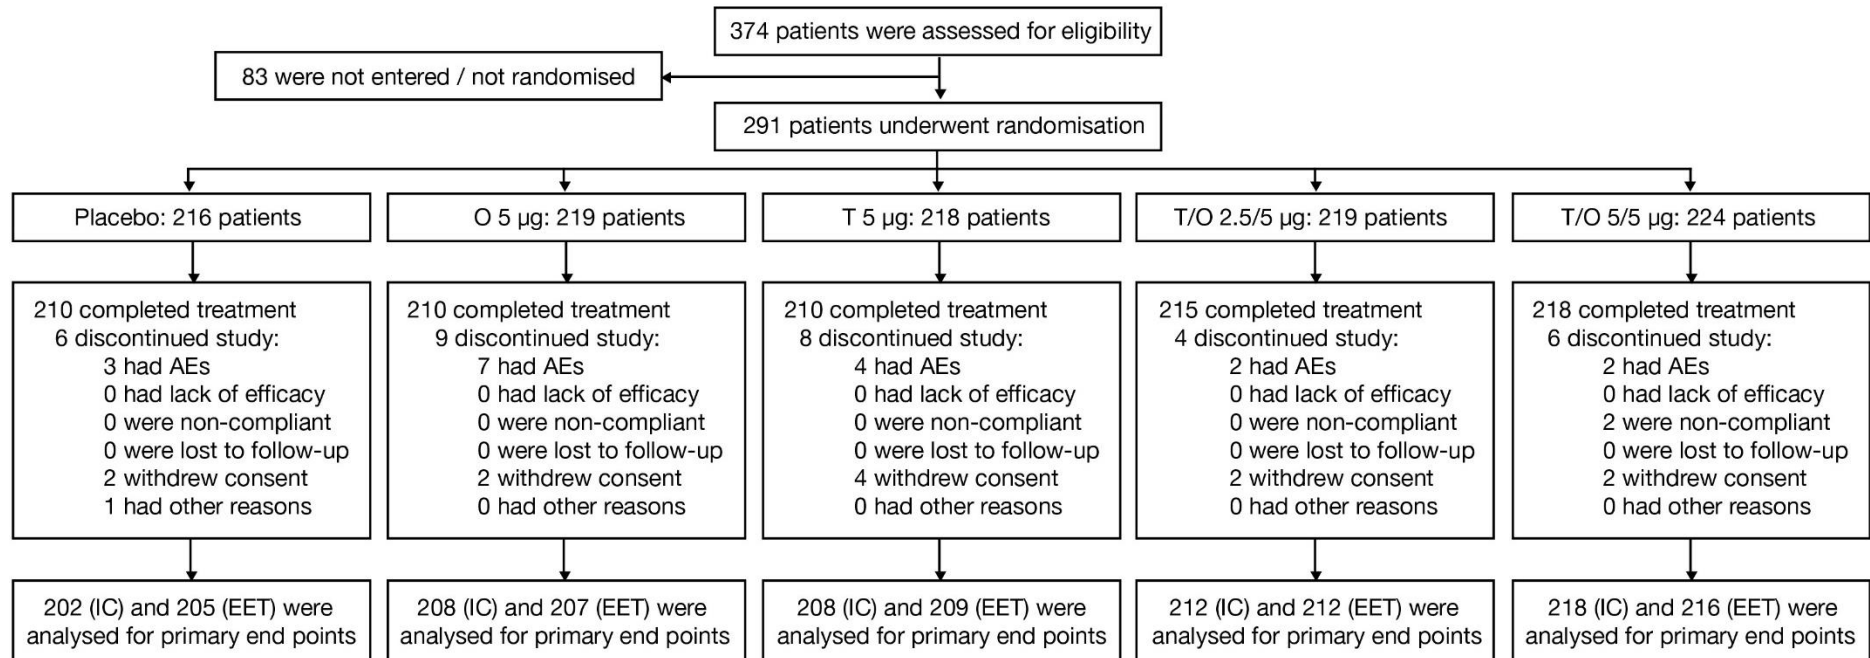 374 patients were assessed for eligibility
83 were not entered / not randomised
291 patients underwent randomisation
Placebo: 216 patients
O 5 µg: 219 patients
T 5 µg: 218 patients
T/O 2.5/5 µg: 219 patients
T/O 5/5 µg: 224 patients
210 completed treatment
6 discontinued study:
3 had AEs
0 had lack of efficacy
0 were non-compliant
0 were lost to follow-up
2 withdrew consent
1 had other reasons
210 completed treatment
9 discontinued study:
7 had AEs
0 had lack of efficacy
0 were non-compliant
0 were lost to follow-up
2 withdrew consent
0 had other reasons
210 completed treatment
8 discontinued study:
4 had AEs
0 had lack of efficacy
0 were non-compliant
0 were lost to follow-up
4 withdrew consent
0 had other reasons
215 completed treatment
4 discontinued study:
2 had AEs
0 had lack of efficacy
0 were non-compliant
0 were lost to follow-up
2 withdrew consent
0 had other reasons
218 completed treatment
6 discontinued study:
2 had AEs
0 had lack of efficacy
2 were non-compliant
0 were lost to follow-up
2 withdrew consent
0 had other reasons
202 (IC) and 205 (EET) were
analysed for primary end points
208 (IC) and 207 (EET) were
analysed for primary end points
208 (IC) and 209 (EET) were
analysed for primary end points
212 (IC) and 212 (EET) were
analysed for primary end points
218 (IC) and 216 (EET) were
analysed for primary end points